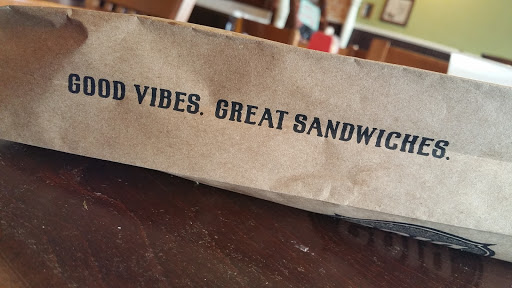 GOOD VIBES. GREAT SANDWICHES.